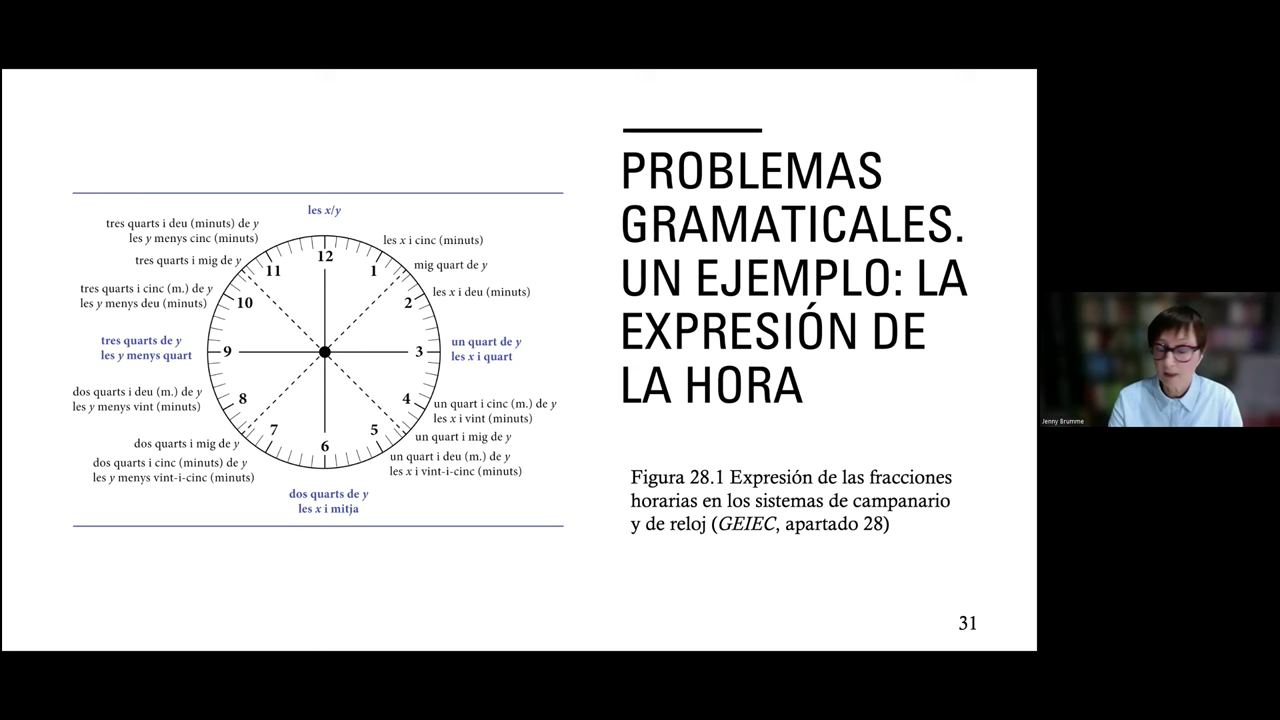 les x/y
tres quarts i deu (minuts) de y
les y menys cinc (minuts)
tres quarts i mig de y
tres quarts i cinc (m.) de y
les y menys deu (minuts)
tres quarts de y
les y menys quart
dos quarts i deu (m.) de y
les y menys vint (minuts)
dos quarts i mig de y
dos quarts i cinc (minuts) de y
les y menys vint-i-cinc (minuts)
dos quarts de y
les x i mitja
les x i cinc (minuts)
mig quart de y
les x i deu (minuts)
un quart de y
les x i quart
un quart i cinc (m.) de y
les x i vint (minuts)
un quart i mig de y
un quart i deu (m.) de y
les x i vint-i-cinc (minuts)
12
1
2
3
4
5
6
7
8
9
10
11
PROBLEMAS
GRAMATICALES.
UN EJEMPLO: LA
EXPRESIÓN DE
LA HORA
Figura 28.1 Expresión de las fracciones
horarias en los sistemas de campanario
y de reloj (GEIEC, apartado 28)
31
Jenny Brumme